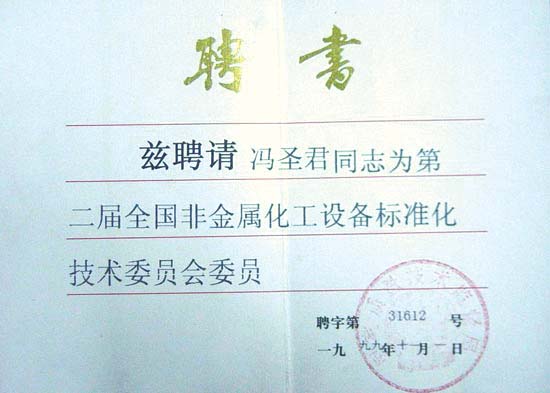 聘书
兹聘请 冯圣君同志为第
二届全国非金属化工设备标准化
技术委员会委员
聘字第 31612 号
一九九九年十一月一日